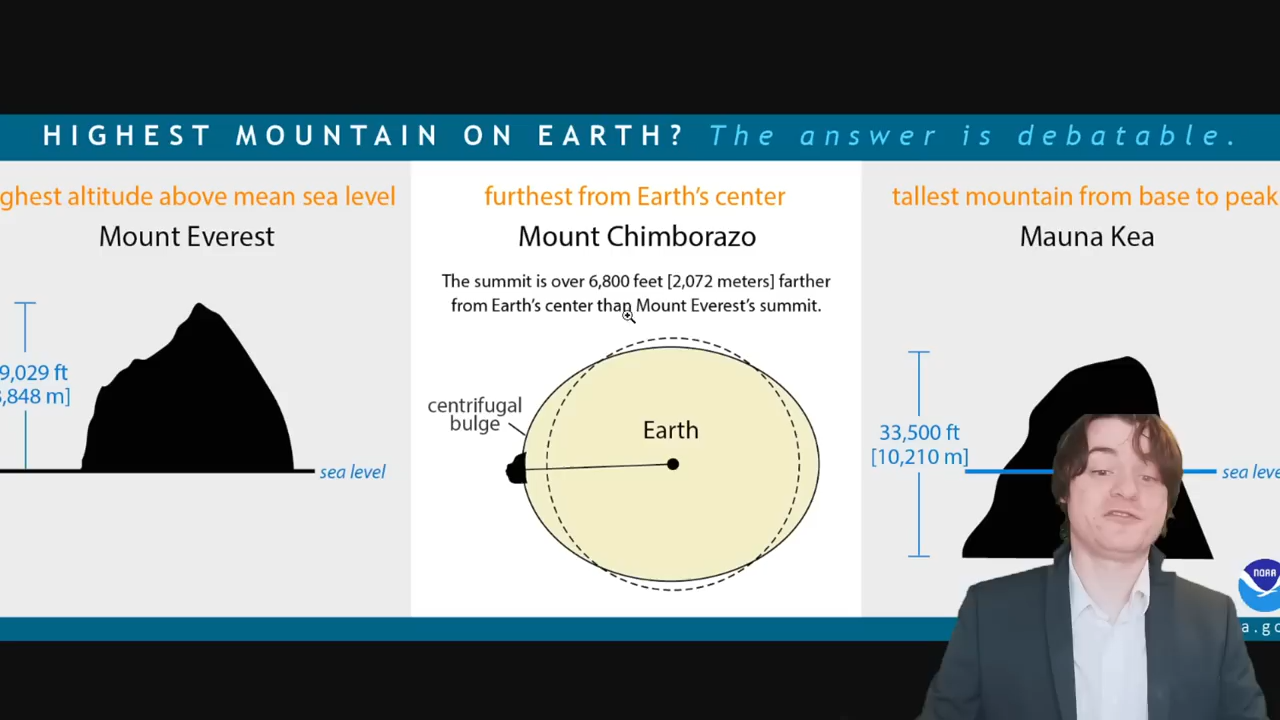 HIGHEST MOUNTAIN ON EARTH? The answer is debatable.
ghest altitude above mean sea level
Mount Everest
9,029 ft
,848 m]
sea level
furthest from Earth's center
Mount Chimborazo
The summit is over 6,800 feet [2,072 meters] farther
from Earth's center than Mount Everest's summit.
centrifugal
bulge
Earth
tallest mountain from base to peak
Mauna Kea
33,500 ft
[10,210 m]
sea leve
NOAA
a.go